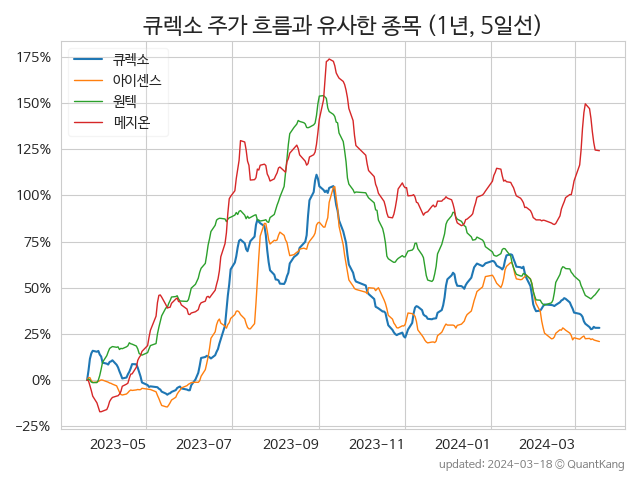 큐렉소 주가 흐름과 유사한 종목 (1년, 5일선)
175%
150%
125%
100%
75%
50%
25%
0%
−25%
큐렉소
아이센스
원텍
메지온
2023-05 2023-07 2023-09 2023-11 2024-01 2024-03
updated: 2024-03-18 © QuantKang